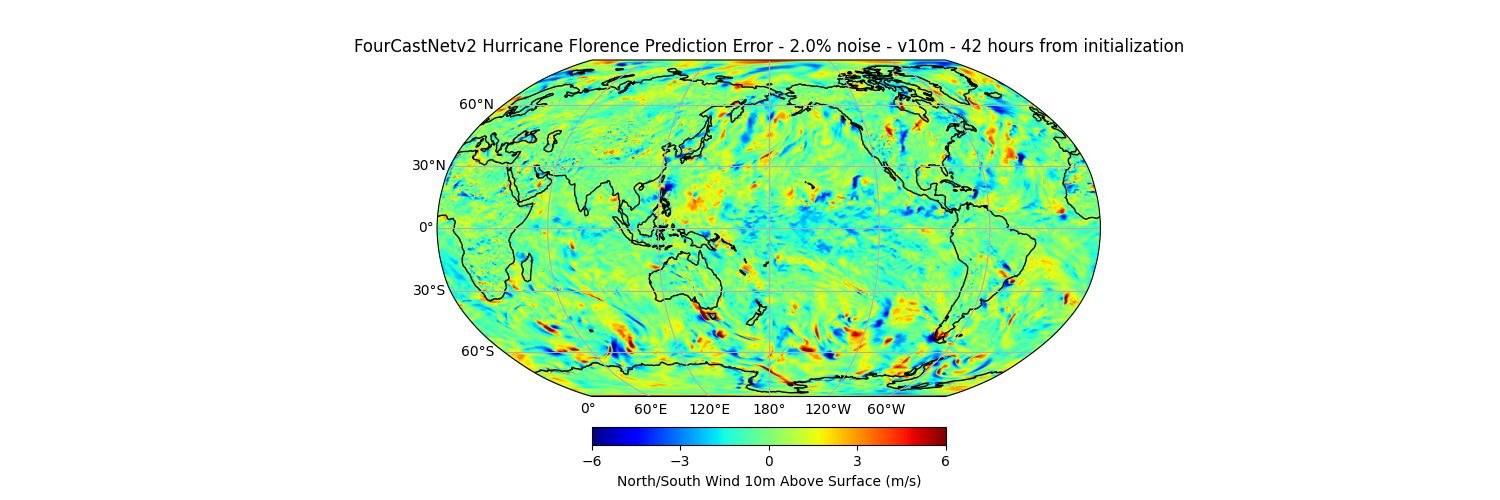 FourCastNetv2 Hurricane Florence Prediction Error - 2.0% noise - v10m - 42 hours from initialization
60°N
30°N
0°
30°S
60°S
0° 60°E 120°E 180° 120°W 60°W
−6 −3 0 3 6
North/South Wind 10m Above Surface (m/s)